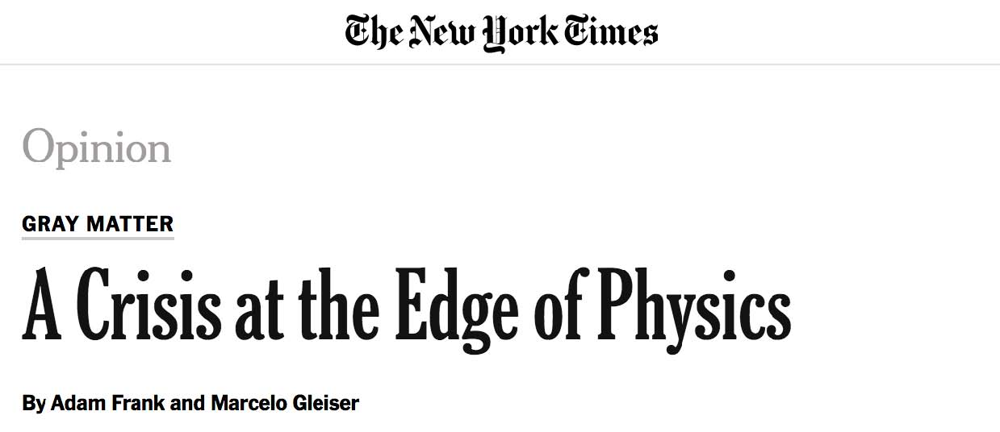 The New York Times
Opinion
GRAY MATTER
A Crisis at the Edge of Physics
By Adam Frank and Marcelo Gleiser